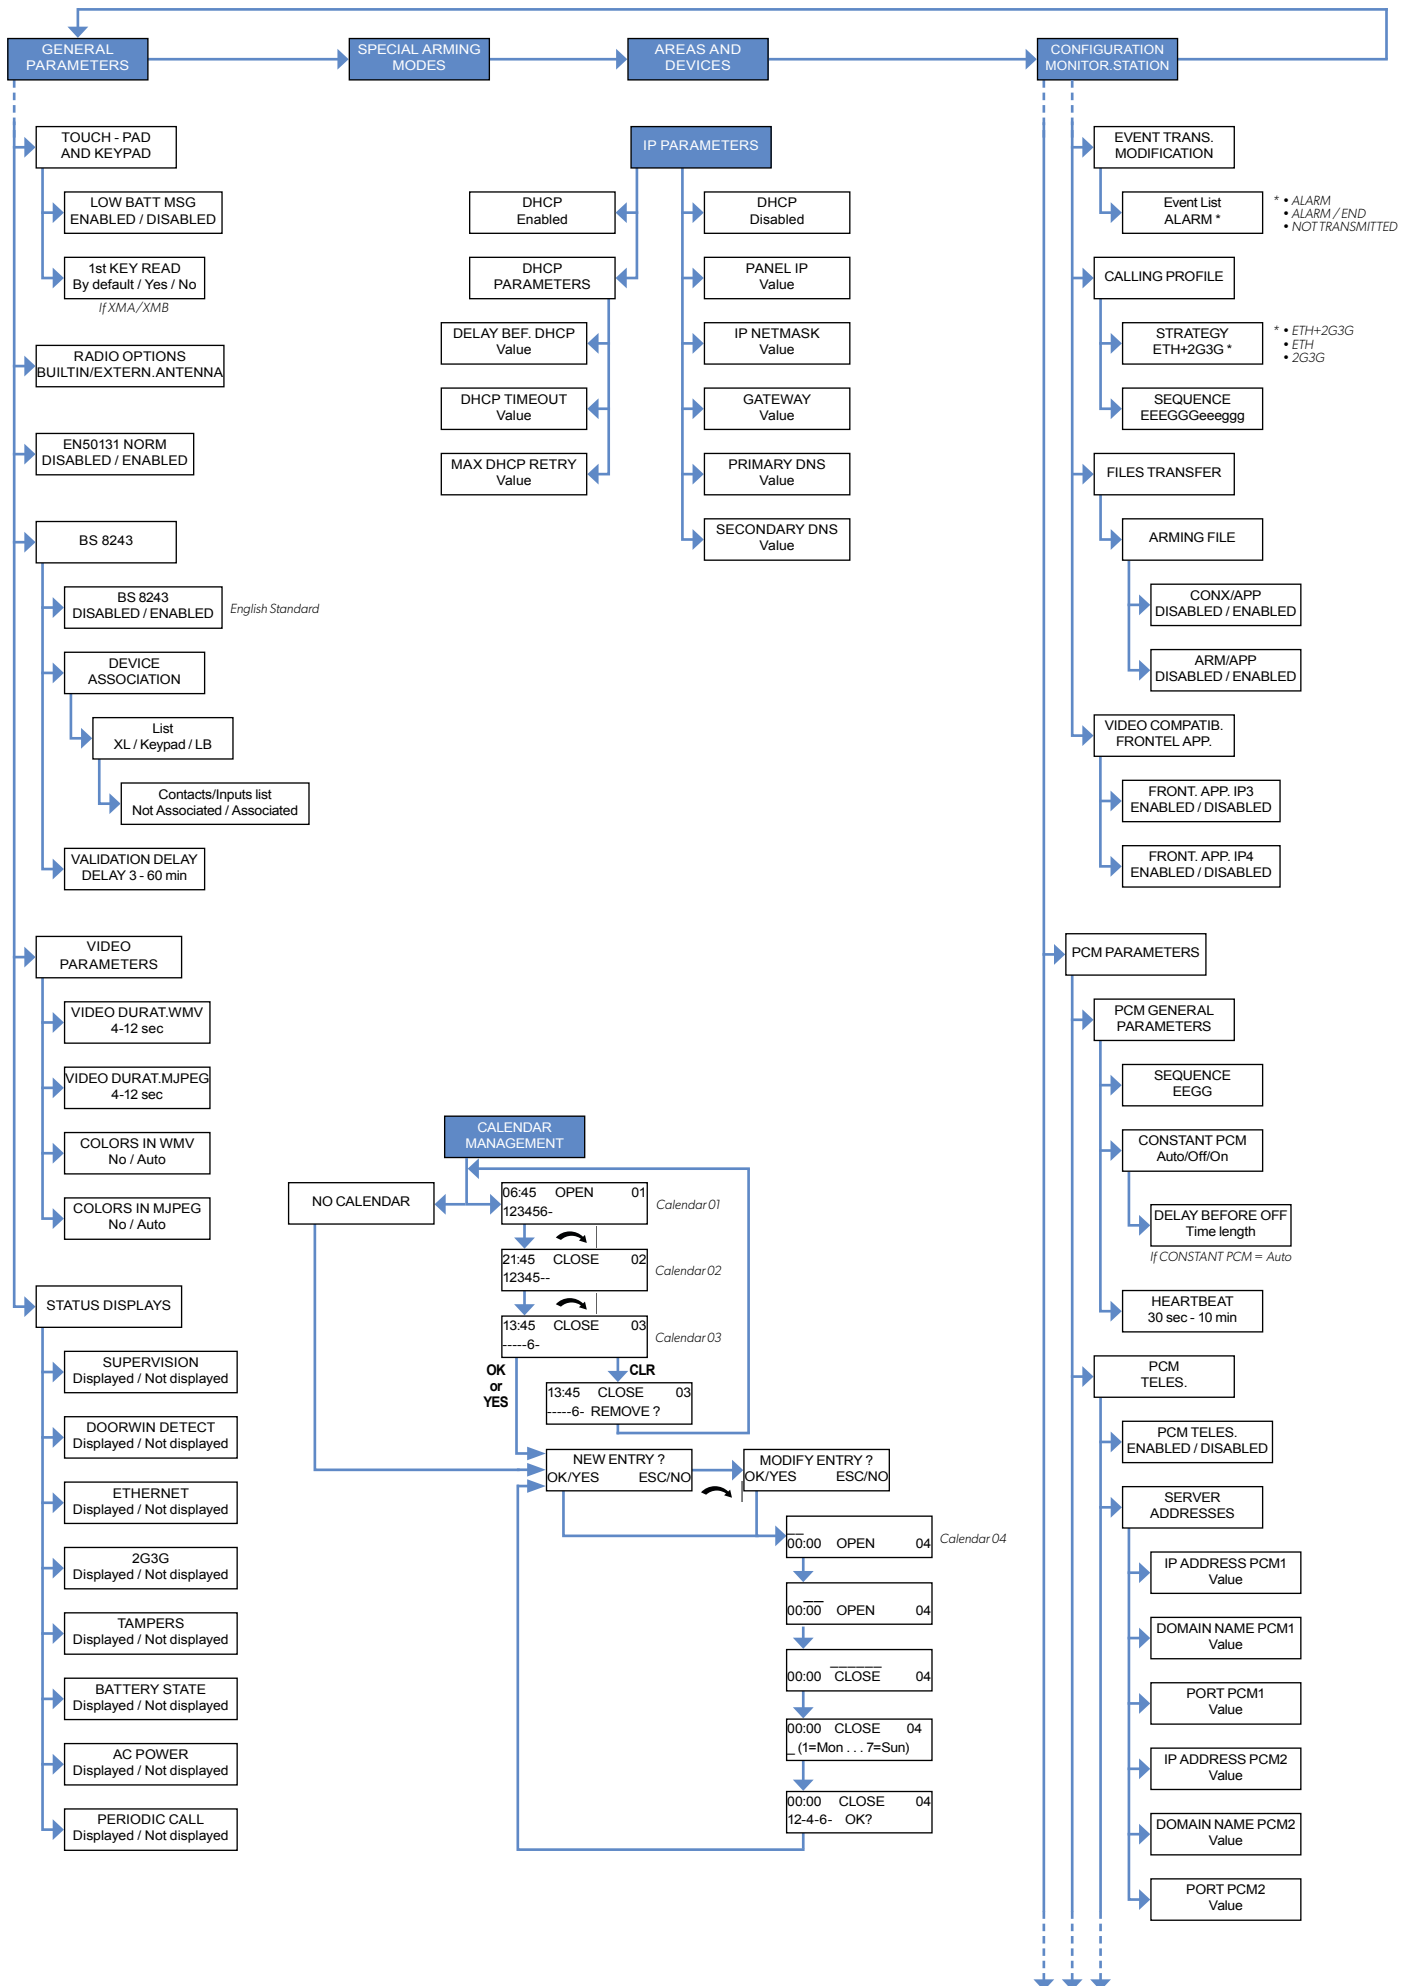 GENERAL
PARAMETERS
SPECIAL ARMING
MODES
AREAS AND
DEVICES
CONFIGURATION
MONITOR.STATION
TOUCH - PAD
AND KEYPAD
LOW BATT MSG
ENABLED / DISABLED
1st KEY READ
By default / Yes / No
If XMA/XMB
RADIO OPTIONS
BUILTIN/EXTERN.ANTENNA
EN50131 NORM
DISABLED / ENABLED
BS 8243
BS 8243
DISABLED / ENABLED
English Standard
DEVICE
ASSOCIATION
List
XL / Keypad / LB
Contacts/Inputs list
Not Associated / Associated
VALIDATION DELAY
DELAY 3 - 60 min
VIDEO
PARAMETERS
VIDEO DURAT.WMV
4-12 sec
VIDEO DURAT.MJPEG
4-12 sec
COLORS IN WMV
No / Auto
COLORS IN MJPEG
No / Auto
STATUS DISPLAYS
SUPERVISION
Displayed / Not displayed
DOORWIN DETECT
Displayed / Not displayed
ETHERNET
Displayed / Not displayed
2G3G
Displayed / Not displayed
TAMPERS
Displayed / Not displayed
BATTERY STATE
Displayed / Not displayed
AC POWER
Displayed / Not displayed
PERIODIC CALL
Displayed / Not displayed
IP PARAMETERS
DHCP
Enabled
DHCP
PARAMETERS
DELAY BEF. DHCP
Value
DHCP TIMEOUT
Value
MAX DHCP RETRY
Value
DHCP
Disabled
PANEL IP
Value
IP NETMASK
Value
GATEWAY
Value
PRIMARY DNS
Value
SECONDARY DNS
Value
CALENDAR
MANAGEMENT
NO CALENDAR
06:45 OPEN 01
123456-
Calendar 01
21:45 CLOSE 02
12345--
Calendar 02
13:45 CLOSE 03
-----6-
Calendar 03
OK
or
YES
CLR
13:45 CLOSE 03
-----6- REMOVE ?
NEW ENTRY ?
OK/YES ESC/NO
MODIFY ENTRY ?
OK/YES ESC/NO
__
00:00 OPEN 04
Calendar 04
__
00:00 OPEN 04
______
00:00 CLOSE 04
00:00 CLOSE 04
_ (1=Mon . . . 7=Sun)
00:00 CLOSE 04
12-4-6- OK?
EVENT TRANS.
MODIFICATION
Event List
ALARM *
* • ALARM
• ALARM / END
• NOT TRANSMITTED
CALLING PROFILE
STRATEGY
ETH+2G3G *
* • ETH+2G3G
• ETH
• 2G3G
SEQUENCE
EEEGGGeeeggg
FILES TRANSFER
ARMING FILE
CONX/APP
DISABLED / ENABLED
ARM/APP
DISABLED / ENABLED
VIDEO COMPATIB.
FRONTEL APP.
FRONT. APP. IP3
ENABLED / DISABLED
FRONT. APP. IP4
ENABLED / DISABLED
PCM PARAMETERS
PCM GENERAL
PARAMETERS
SEQUENCE
EEGG
CONSTANT PCM
Auto/Off/On
DELAY BEFORE OFF
Time length
If CONSTANT PCM = Auto
HEARTBEAT
30 sec - 10 min
PCM
TELES.
PCM TELES.
ENABLED / DISABLED
SERVER
ADDRESSES
IP ADDRESS PCM1
Value
DOMAIN NAME PCM1
Value
PORT PCM1
Value
IP ADDRESS PCM2
Value
DOMAIN NAME PCM2
Value
PORT PCM2
Value